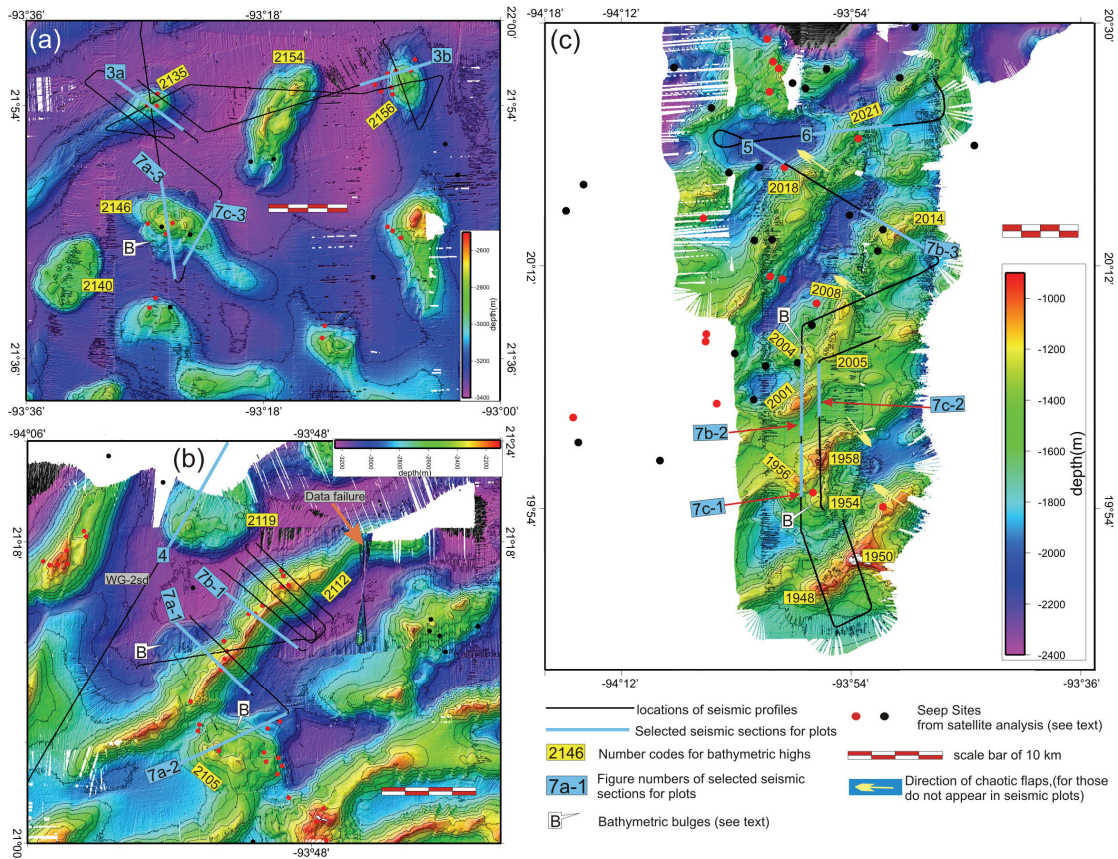 (a)
-93°36'
-93°18'
22°00'
3a
2135
2154
3b
21°54'
2156
7a-3
2146
7c-3
B
2140
-2600
-2800
-3000
-3200
-3400
depth(m)
21°36'
-93°36'
-93°18'
-93°00'
-94°06'
-93°48'
21°24'
(b)
-3200
-3000
-2800
-2600
-2400
-2200
depth(m)
Data failure
2119
4
21°18'
21°18'
WG-2sd
7a-1
7b-1
2112
B
B
7a-2
2105
21°00'
-93°48'
(c)
-94°18'
-94°12'
-93°54'
20°30'
2021
6
5
2018
2014
7b-3
20°12'
20°12'
2008
B
2004
2005
2001
7c-2
7b-2
1958
1956
7c-1
1954
B
19°54'
19°54'
1950
1948
-1000
-1200
-1400
-1600
-1800
-2000
-2200
-2400
depth(m)
-94°12'
-93°54'
-93°36'
locations of seismic profiles
Selected seismic sections for plots
2146 Number codes for bathymetric highs
7a-1 Figure numbers of selected seismic
sections for plots
B Bathymetric bulges (see text)
Seep Sites
from satellite analysis (see text)
scale bar of 10 km
Direction of chaotic flaps,(for those
do not appear in seismic plots)